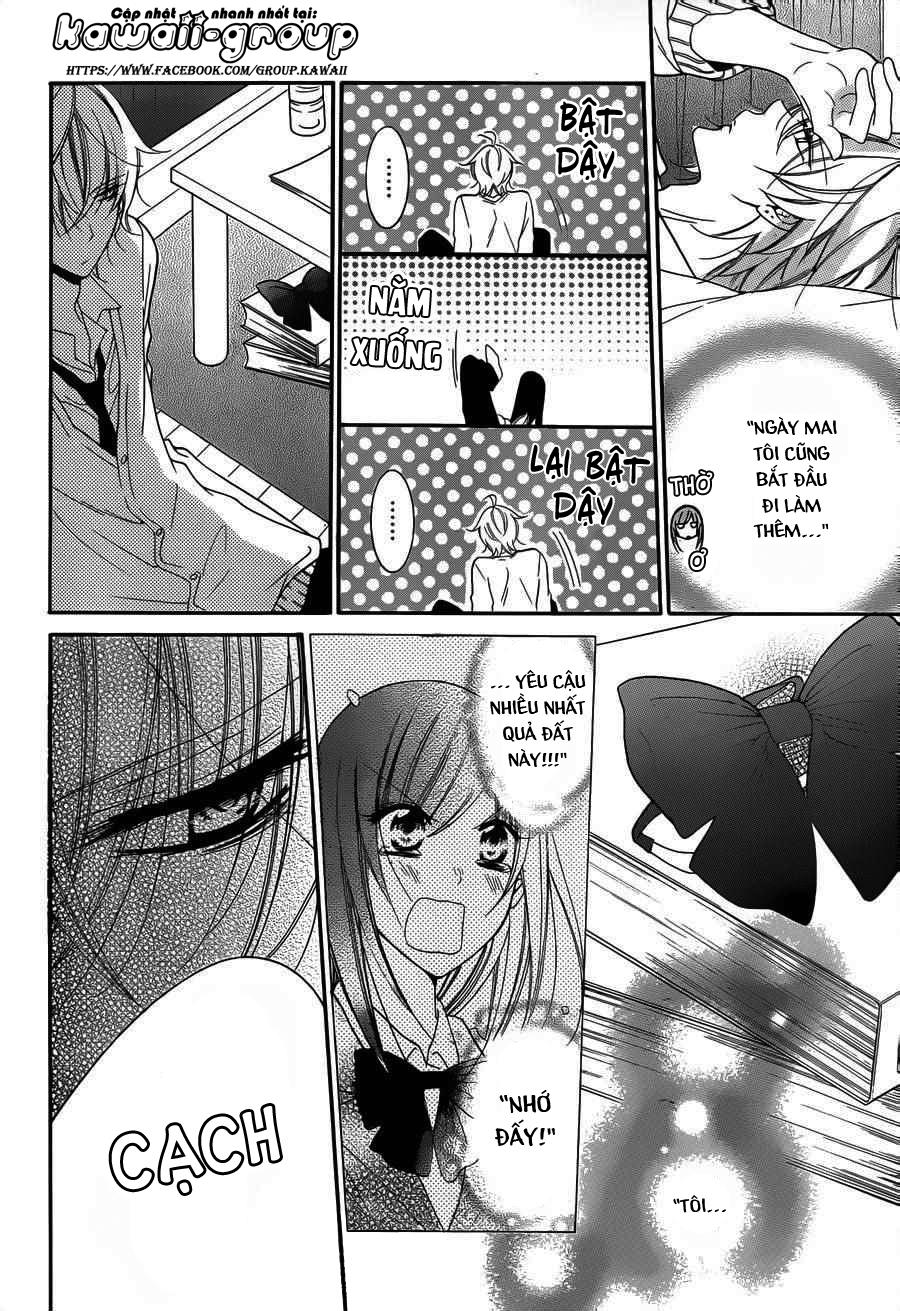 Cập nhật nhanh nhất tại:
kawaii-group
HTTPS://WWW.FACEBOOK.COM/GROUP.KAWAII
"NGÀY MAI
TÔI CŨNG
BẮT ĐẦU
ĐI LÀM
THÊM..."
THỜ
Ơ
BẬT
DẬY
......
NẰM
XUỐNG
LẠI BẬT
DẬY
......
"TÔI...
... YÊU CẬU
NHIỀU NHẤT
QUẢ ĐẤT
NÀY!!!"
"NHỚ
ĐẤY!"
CẠCH